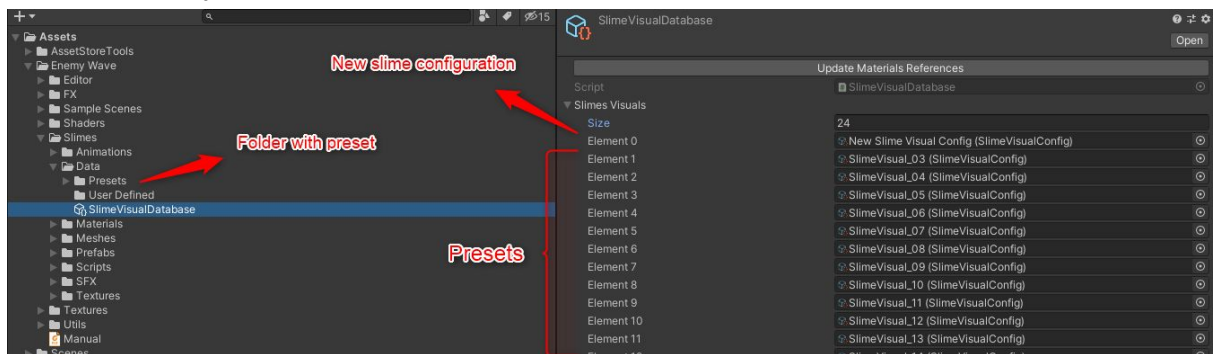 15
SlimeVisualDatabase
Open
Assets
AssetStoreTools
Enemy Wave
Editor
FX
Sample Scenes
Shaders
Slimes
Animations
Data
Presets
User Defined
SlimeVisualDatabase
Materials
Meshes
Prefabs
Scripts
SFX
Textures
Textures
Utils
Manual
Scenes
New slime configuration
Folder with preset
Presets
Update Materials References
Script SlimeVisualDatabase
Slimes Visuals
Size 24
Element 0 New Slime Visual Config (SlimeVisualConfig)
Element 1 SlimeVisual_03 (SlimeVisualConfig)
Element 2 SlimeVisual_04 (SlimeVisualConfig)
Element 3 SlimeVisual_05 (SlimeVisualConfig)
Element 4 SlimeVisual_06 (SlimeVisualConfig)
Element 5 SlimeVisual_07 (SlimeVisualConfig)
Element 6 SlimeVisual_08 (SlimeVisualConfig)
Element 7 SlimeVisual_09 (SlimeVisualConfig)
Element 8 SlimeVisual_10 (SlimeVisualConfig)
Element 9 SlimeVisual_11 (SlimeVisualConfig)
Element 10 SlimeVisual_12 (SlimeVisualConfig)
Element 11 SlimeVisual_13 (SlimeVisualConfig)